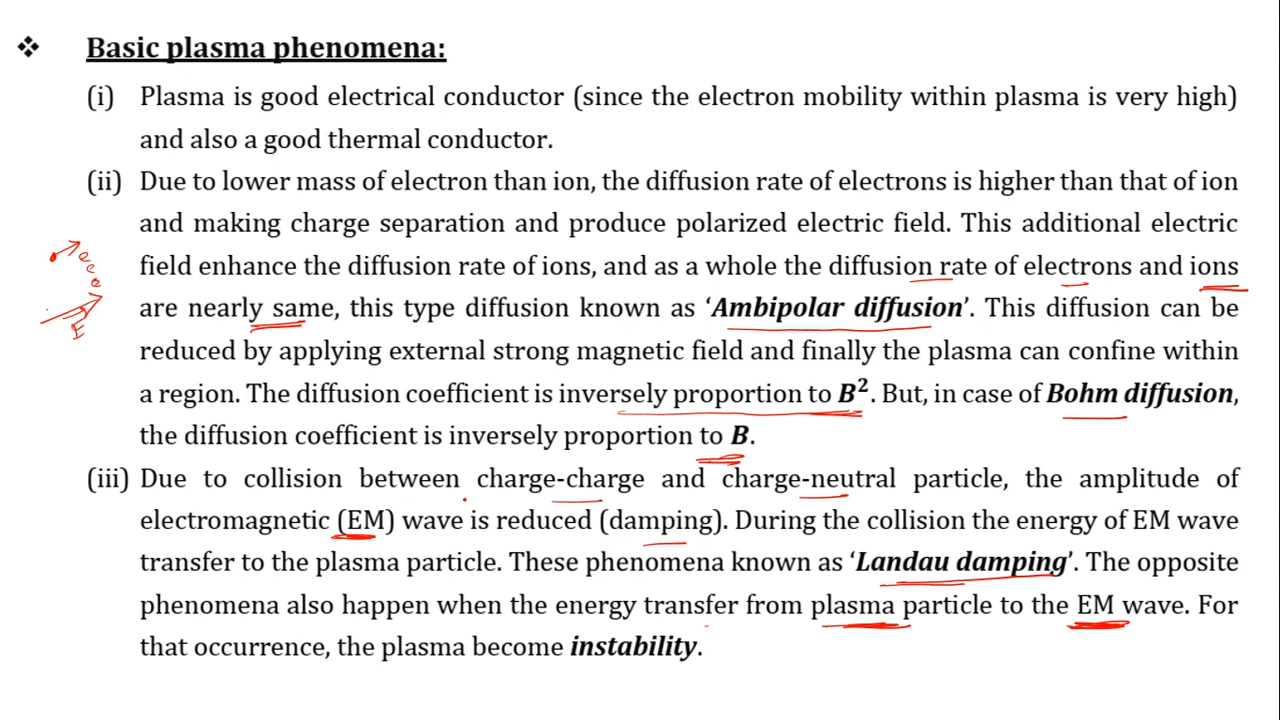 ❖ Basic plasma phenomena:
(i) Plasma is good electrical conductor (since the electron mobility within plasma is very high)
and also a good thermal conductor.
(ii) Due to lower mass of electron than ion, the diffusion rate of electrons is higher than that of ion
and making charge separation and produce polarized electric field. This additional electric
field enhance the diffusion rate of ions, and as a whole the diffusion rate of electrons and ions
are nearly same, this type diffusion known as ‘Ambipolar diffusion’. This diffusion can be
reduced by applying external strong magnetic field and finally the plasma can confine within
a region. The diffusion coefficient is inversely proportion to B². But, in case of Bohm diffusion,
the diffusion coefficient is inversely proportion to B.
(iii) Due to collision between charge-charge and charge-neutral particle, the amplitude of
electromagnetic (EM) wave is reduced (damping). During the collision the energy of EM wave
transfer to the plasma particle. These phenomena known as ‘Landau damping’. The opposite
phenomena also happen when the energy transfer from plasma particle to the EM wave. For
that occurrence, the plasma become instability.
e
e
e
E